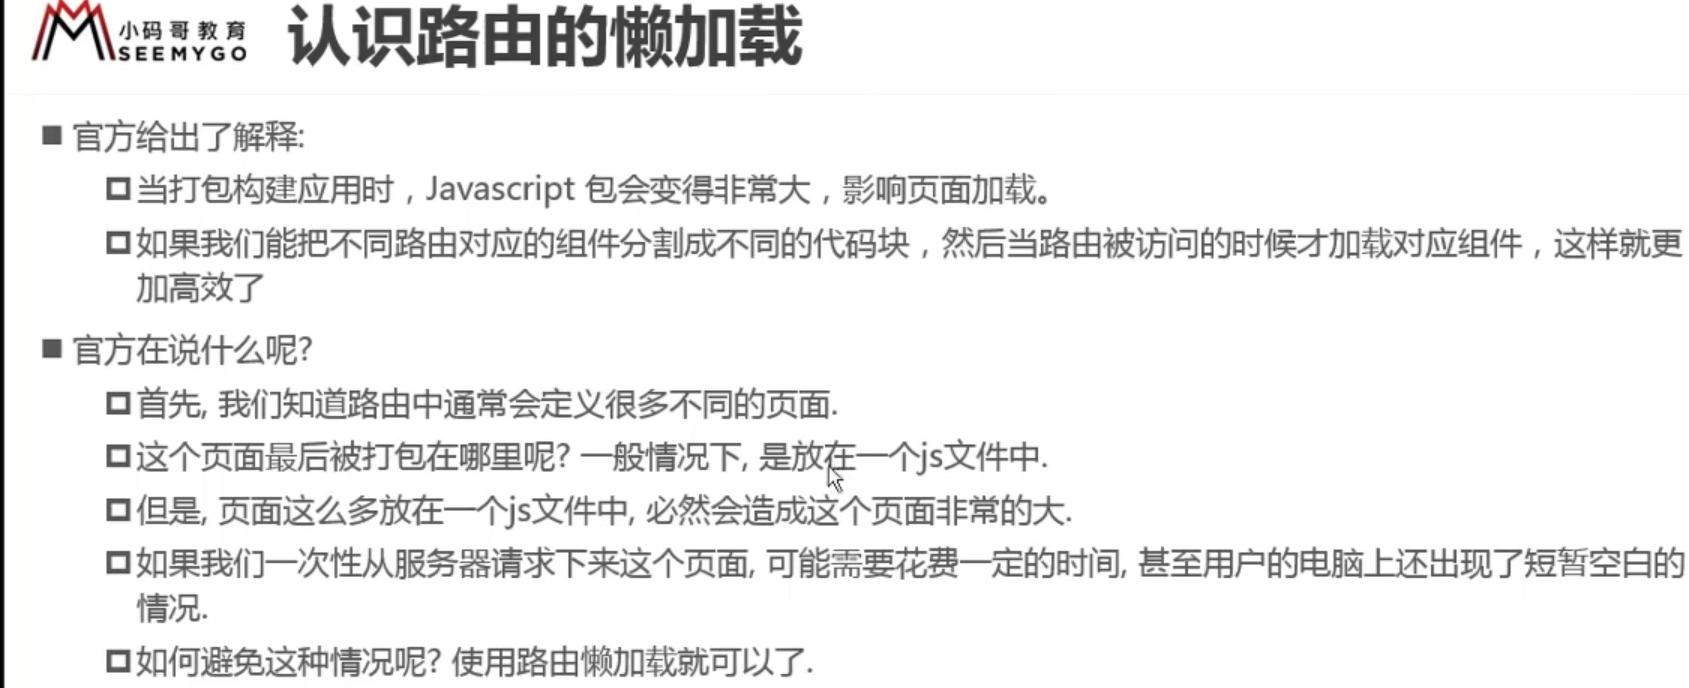 小码哥教育
SEEMYGO
认识路由的懒加载
官方给出了解释:
当打包构建应用时，Javascript 包会变得非常大，影响页面加载。
如果我们能把不同路由对应的组件分割成不同的代码块，然后当路由被访问的时候才加载对应组件，这样就更
加高效了
官方在说什么呢?
首先, 我们知道路由中通常会定义很多不同的页面.
这个页面最后被打包在哪里呢? 一般情况下, 是放在一个js文件中.
但是, 页面这么多放在一个js文件中, 必然会造成这个页面非常的大.
如果我们一次性从服务器请求下来这个页面, 可能需要花费一定的时间, 甚至用户的电脑上还出现了短暂空白的
情况.
如何避免这种情况呢? 使用路由懒加载就可以了.